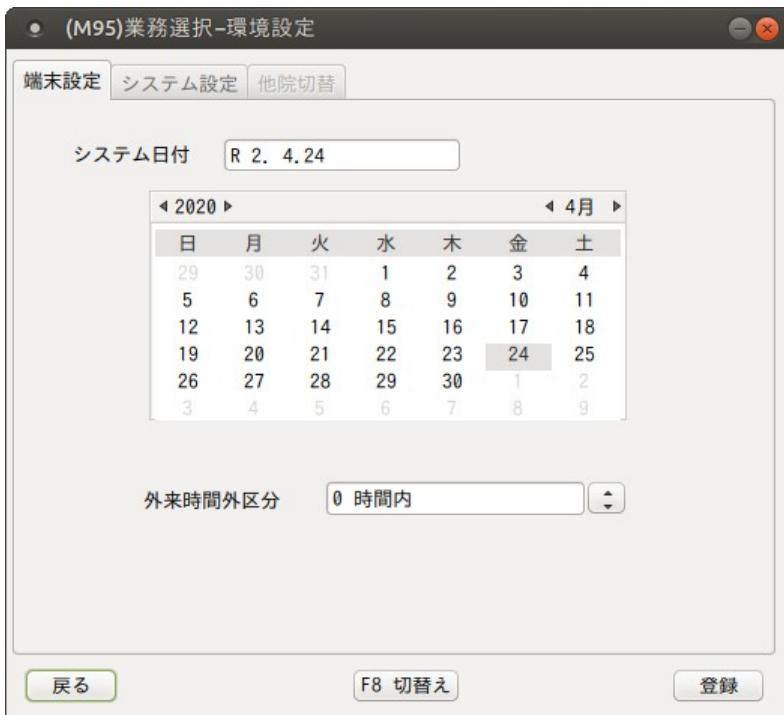 (M95)業務選択-環境設定
端末設定 システム設定 他院切替
システム日付 R 2. 4.24
2020 4月
日 月 火 水 木 金 土
29 30 31 1 2 3 4
5 6 7 8 9 10 11
12 13 14 15 16 17 18
19 20 21 22 23 24 25
26 27 28 29 30 1 2
3 4 5 6 7 8 9
外来時間外区分 0 時間内
戻る F8 切替え 登録